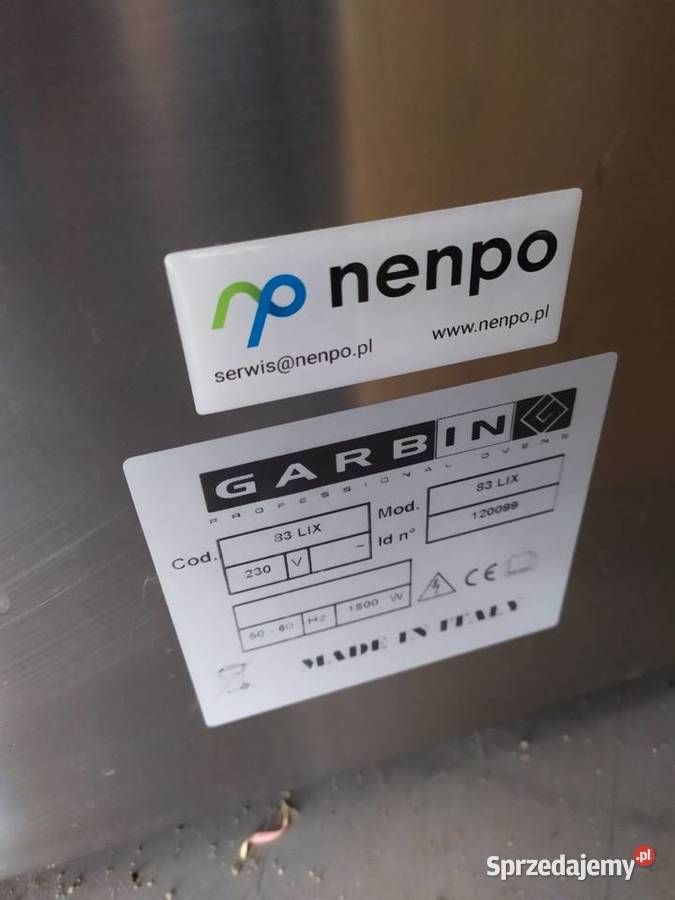 nenpo
serwis@nenpo.pl www.nenpo.pl
GARBIN G
PROFESSIONAL OVENS
Cod. 83 LIX Mod. 83 LIX
230 V ~ Id n° 120099
50 - 60 Hz 1500 W CE
MADE IN ITALY
Sprzedajemy.pl